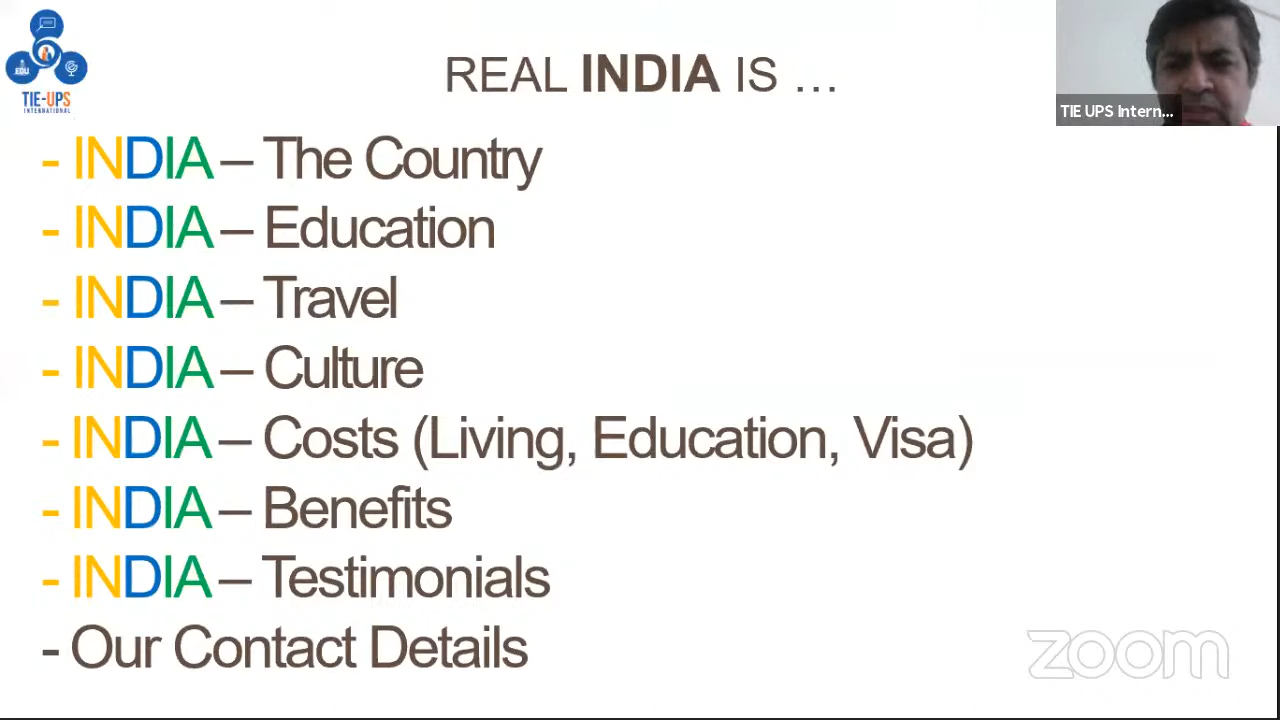 EDU
TIE-UPS
INTERNATIONAL
REAL INDIA IS …
TIE UPS Intern...
- INDIA – The Country
- INDIA – Education
- INDIA – Travel
- INDIA – Culture
- INDIA – Costs (Living, Education, Visa)
- INDIA – Benefits
- INDIA – Testimonials
- Our Contact Details
zoom